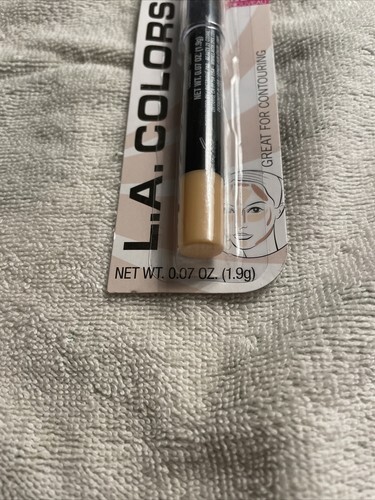 L.A. COLORS
NET WT. 0.07 OZ. (1.9g)
GREAT FOR CONTOURING
NET WT. 0.07 OZ. (1.9g)